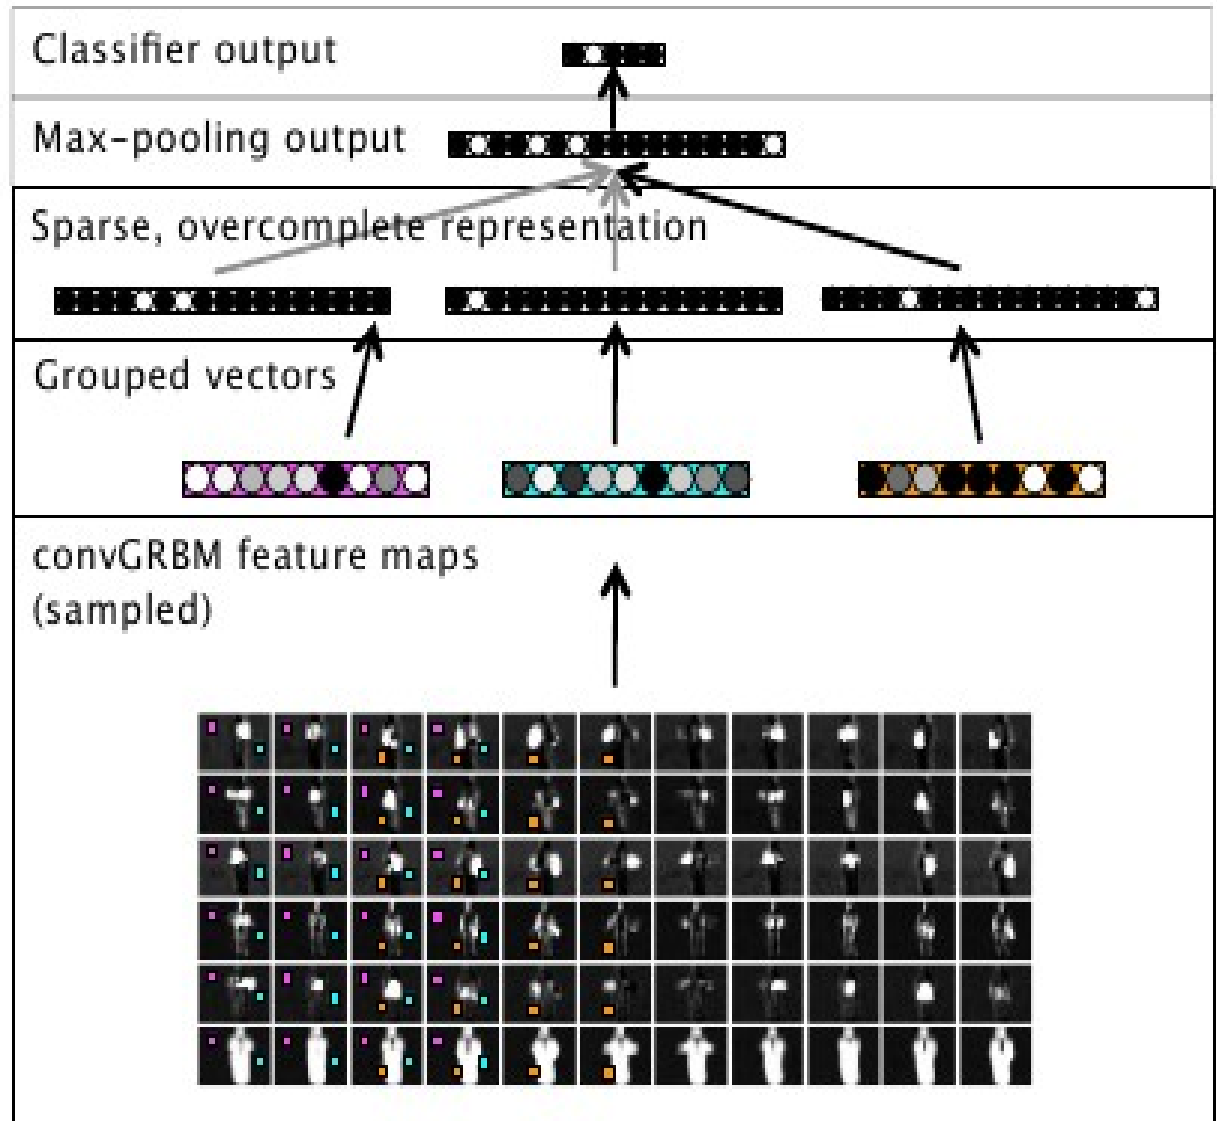 Classifier output
Max-pooling output
Sparse, overcomplete representation
Grouped vectors
convGRBM feature maps
(sampled)